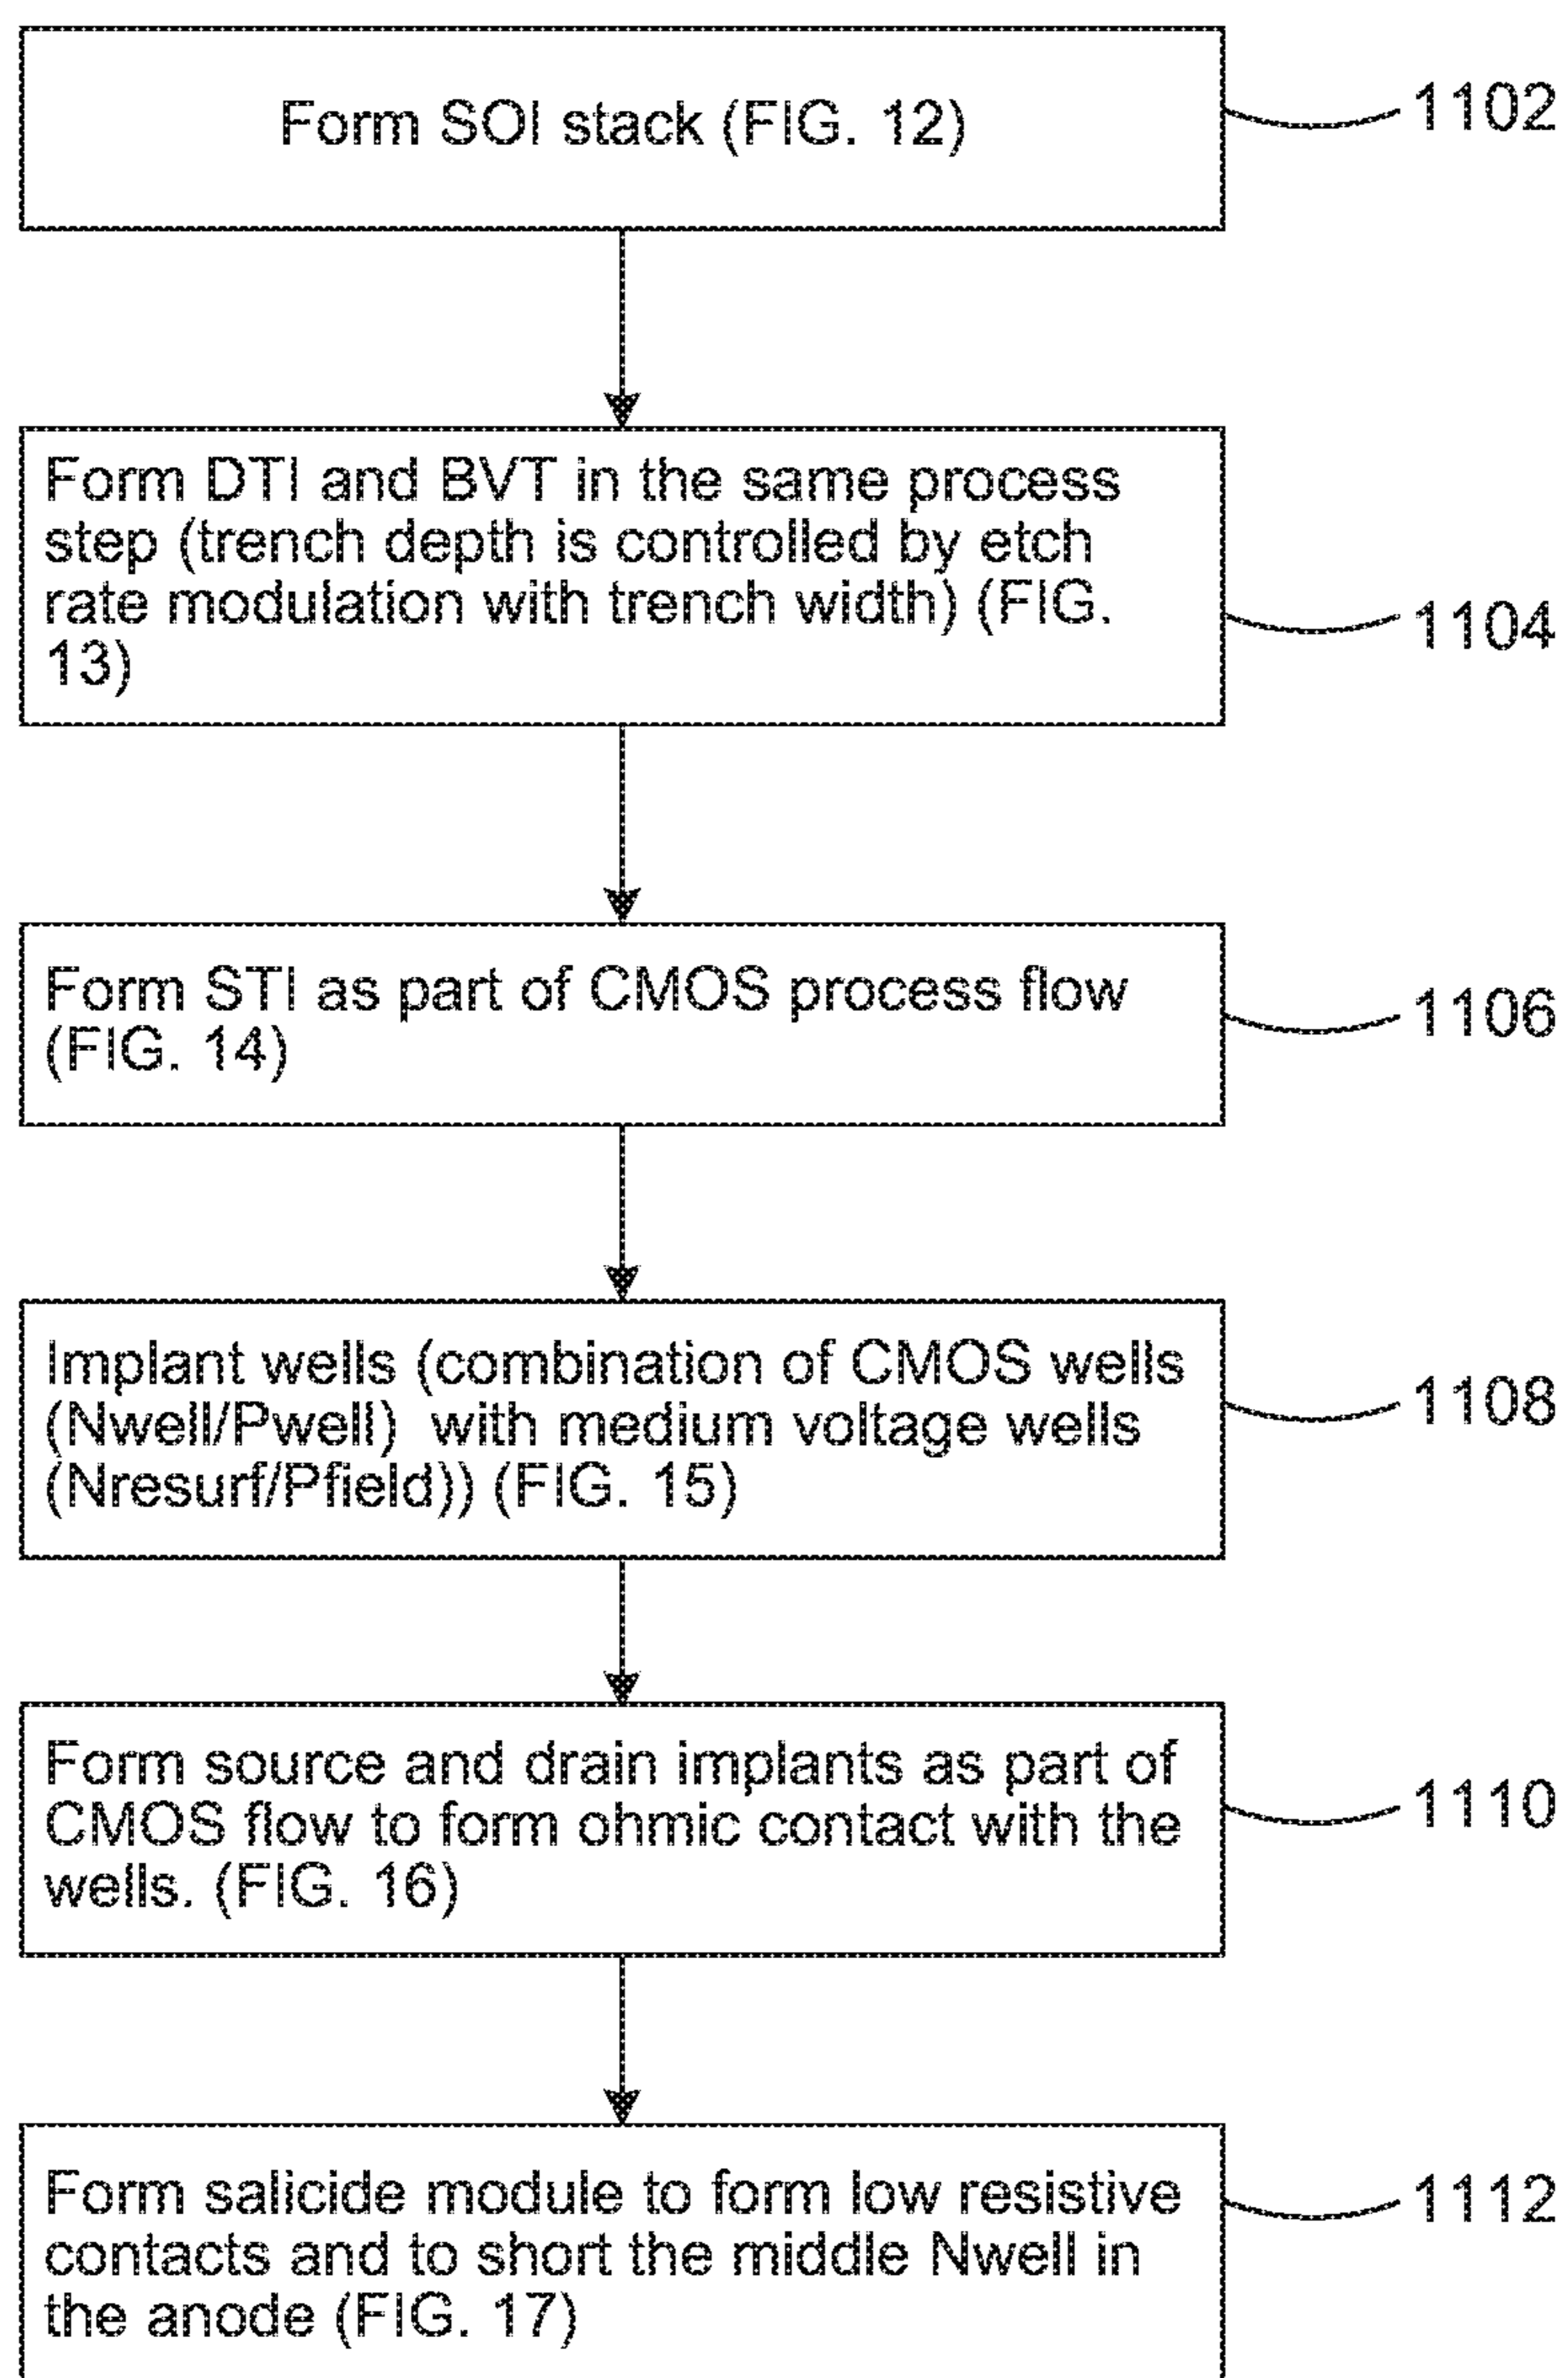 Form SOI stack (FIG. 12)
1102
Form DTI and BVT in the same process
step (trench depth is controlled by etch
rate modulation with trench width) (FIG.
13)
1104
Form STI as part of CMOS process flow
(FIG. 14)
1106
Implant wells (combination of CMOS wells
(Nwell/Pwell) with medium voltage wells
(Nresurf/Pfield)) (FIG. 15)
1108
Form source and drain implants as part of
CMOS flow to form ohmic contact with the
wells. (FIG. 16)
1110
Form salicide module to form low resistive
contacts and to short the middle Nwell in
the anode (FIG. 17)
1112